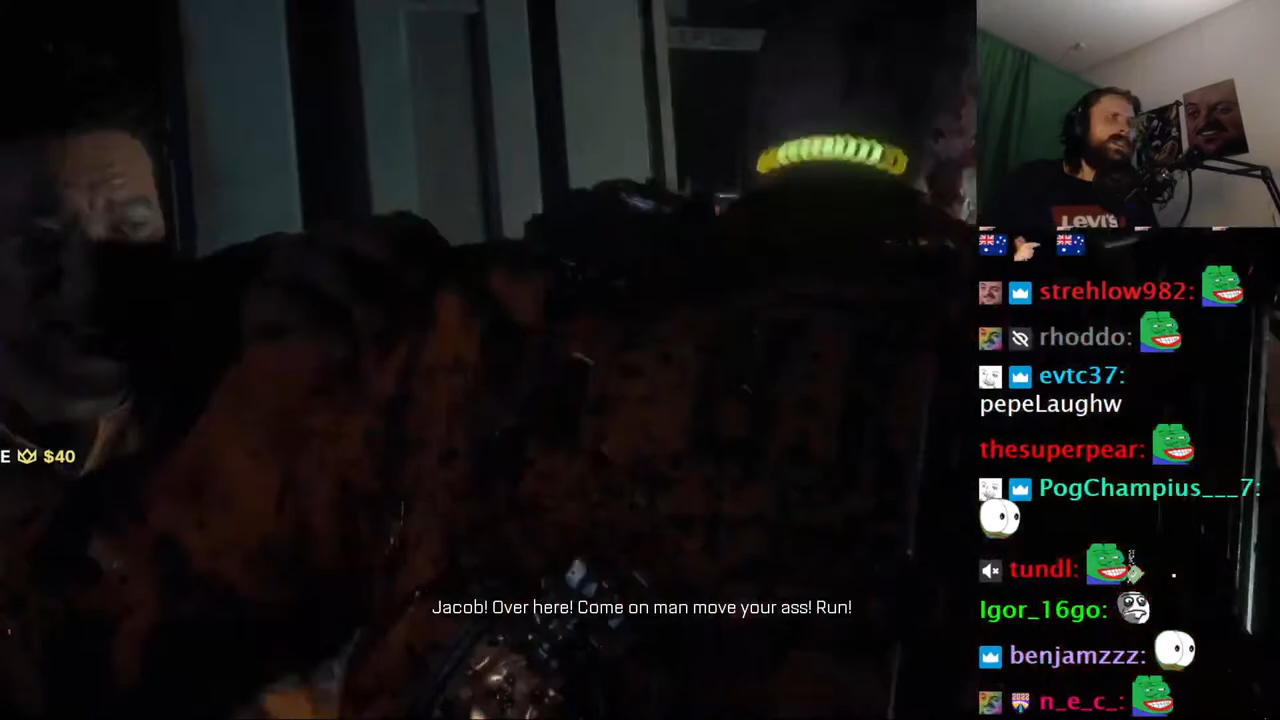 Levi's
strehlow982:
rhoddo:
evtc37:
pepeLaughw
E $40
thesuperpear:
PogChampius___7:
tundl:
Jacob! Over here! Come on man move your ass! Run!
Igor_16go:
benjamzzz:
n_e_c_: